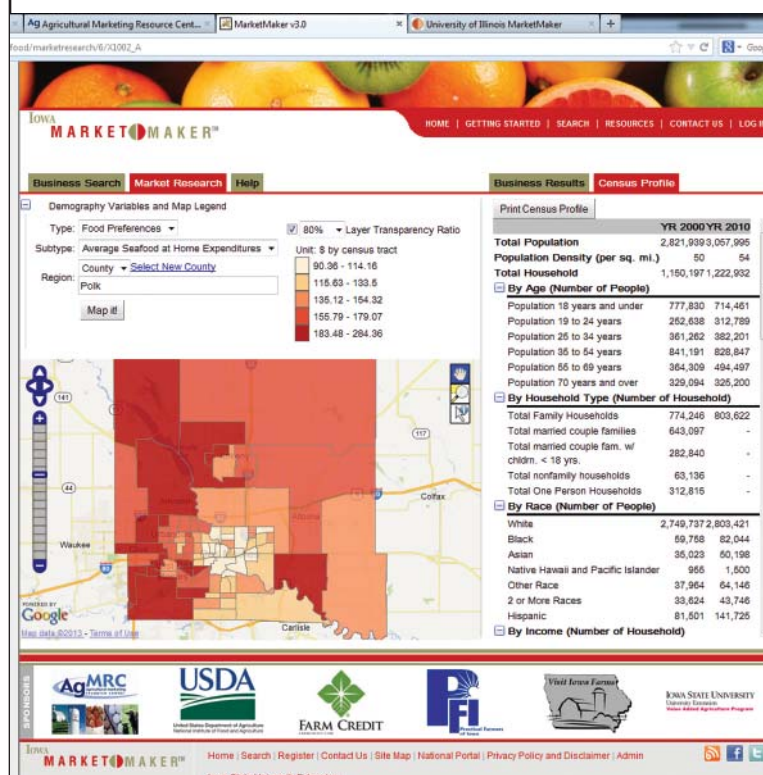 Ag Agricultural Marketing Resource Cent...
MarketMaker v3.0
University of Illinois MarketMaker
food/marketresearch/6/X1002_A
IOWA
MARKET MAKER™
HOME | GETTING STARTED | SEARCH | RESOURCES | CONTACT US | LOG
Business Search Market Research Help
Business Results Census Profile
Demography Variables and Map Legend
Type: Food Preferences
80% Layer Transparency Ratio
Subtype: Average Seafood at Home Expenditures
Unit: $ by census tract
Region: County Select New County
Polk
Map it!
90.36 - 114.16
115.63 - 133.5
135.12 - 154.32
155.79 - 179.07
183.48 - 284.36
141
117
44
Colfax
Waukee
Altoona
Carlisle
POWERED BY
Google
Map data ©2013 - Terms of Use
Print Census Profile
YR 2000 YR 2010
Total Population 2,821,939 3,057,995
Population Density (per sq. mi.) 50 54
Total Household 1,150,197 1,222,932
By Age (Number of People)
Population 18 years and under 777,830 714,461
Population 19 to 24 years 252,638 312,789
Population 25 to 34 years 361,262 382,201
Population 35 to 54 years 841,191 828,847
Population 55 to 69 years 364,309 494,497
Population 70 years and over 329,094 325,200
By Household Type (Number of Household)
Total Family Households 774,246 803,622
Total married couple families 643,097 -
Total married couple fam. w/
chldrn. < 18 yrs. 282,840 -
Total nonfamily households 63,136 -
Total One Person Households 312,815 -
By Race (Number of People)
White 2,749,737 2,803,421
Black 59,758 82,044
Asian 35,023 50,198
Native Hawaii and Pacific Islander 955 1,500
Other Race 37,964 64,146
2 or More Races 33,624 43,746
Hispanic 81,501 141,725
By Income (Number of Household)
SPONSORS
AgMRC
USDA
United States Department of Agriculture
National Institute of Food and Agriculture
FARM CREDIT
PFI
Practical Farmers
of Iowa
Visit Iowa Farms
IOWA STATE UNIVERSITY
University Extension
Value Added Agriculture Program
IOWA
MARKET MAKER™
Home | Search | Register | Contact Us | Site Map | National Portal | Privacy Policy and Disclaimer | Admin